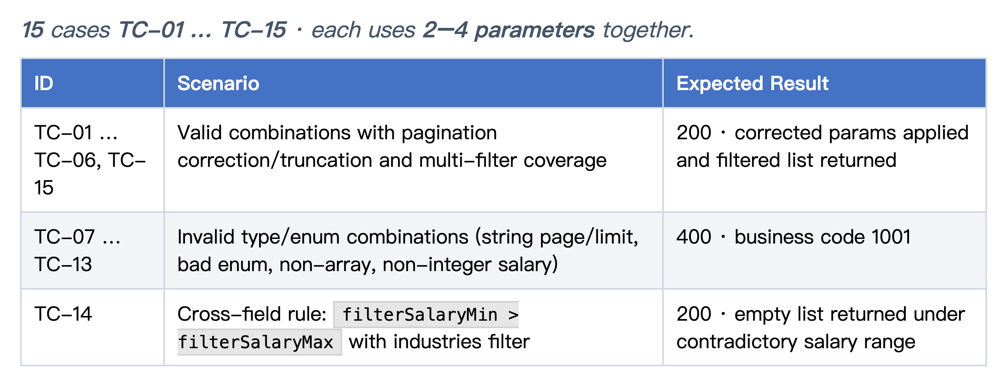 15 cases TC-01 … TC-15 · each uses 2–4 parameters together.
ID
Scenario
Expected Result
TC-01 …
TC-06, TC-
15
Valid combinations with pagination
correction/truncation and multi-filter coverage
200 · corrected params applied
and filtered list returned
TC-07 …
TC-13
Invalid type/enum combinations (string page/limit,
bad enum, non-array, non-integer salary)
400 · business code 1001
TC-14
Cross-field rule: filterSalaryMin >
filterSalaryMax with industries filter
200 · empty list returned under
contradictory salary range